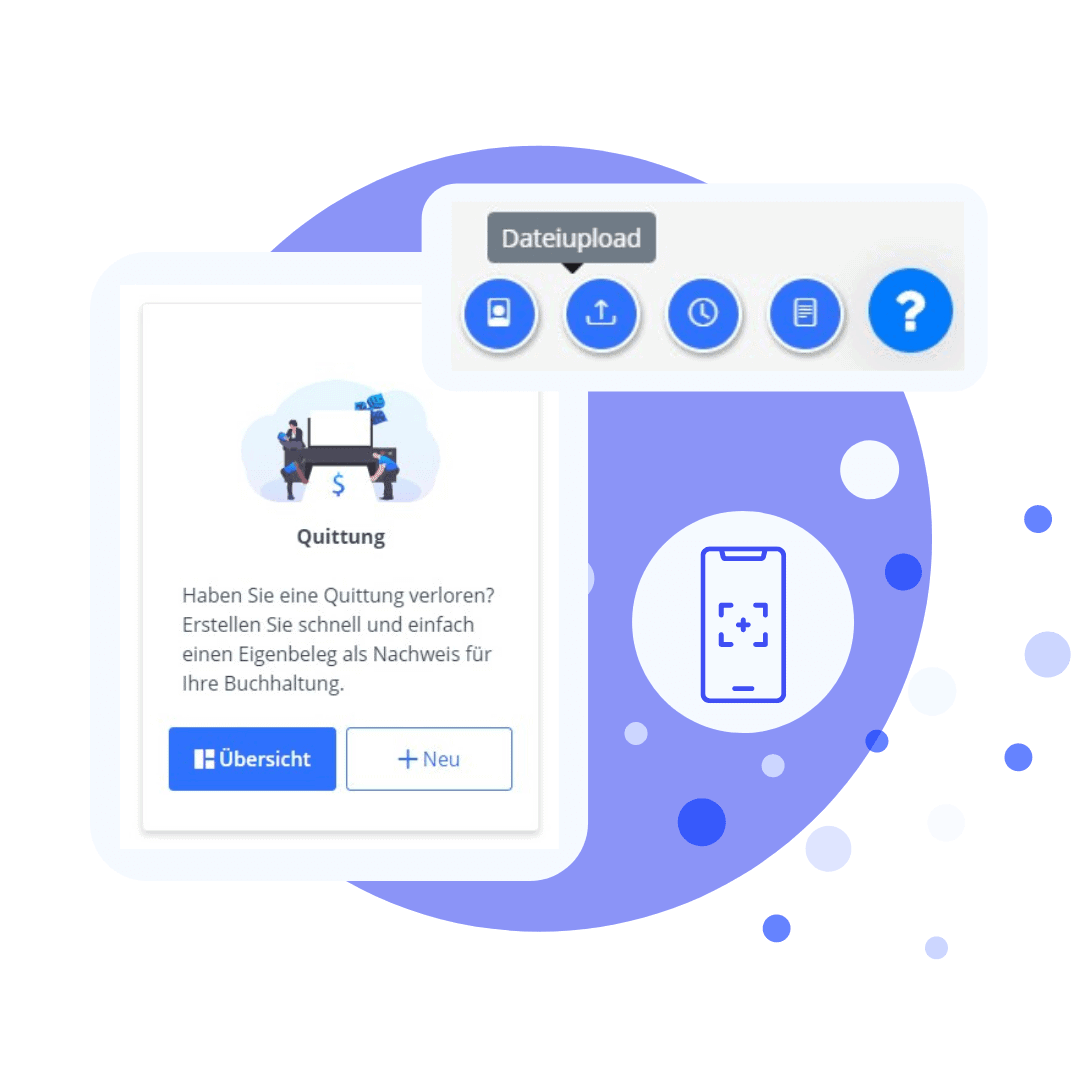 Dateiupload
?
$
Quittung
Haben Sie eine Quittung verloren?
Erstellen Sie schnell und einfach
einen Eigenbeleg als Nachweis für
Ihre Buchhaltung.
Übersicht
+ Neu